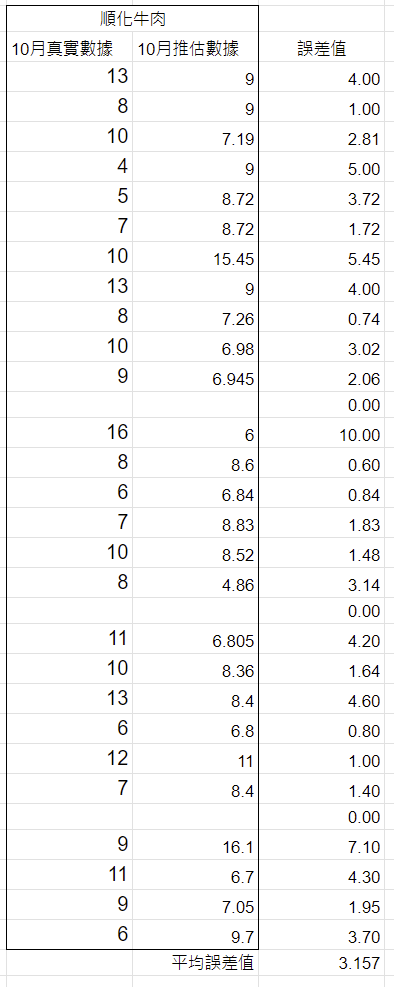 順化牛肉
10月真實數據 10月推估數據 誤差值
13 9 4.00
8 9 1.00
10 7.19 2.81
4 9 5.00
5 8.72 3.72
7 8.72 1.72
10 15.45 5.45
13 9 4.00
8 7.26 0.74
10 6.98 3.02
9 6.945 2.06
0.00
16 6 10.00
8 8.6 0.60
6 6.84 0.84
7 8.83 1.83
10 8.52 1.48
8 4.86 3.14
0.00
11 6.805 4.20
10 8.36 1.64
13 8.4 4.60
6 6.8 0.80
12 11 1.00
7 8.4 1.40
0.00
9 16.1 7.10
11 6.7 4.30
9 7.05 1.95
6 9.7 3.70
平均誤差值 3.157